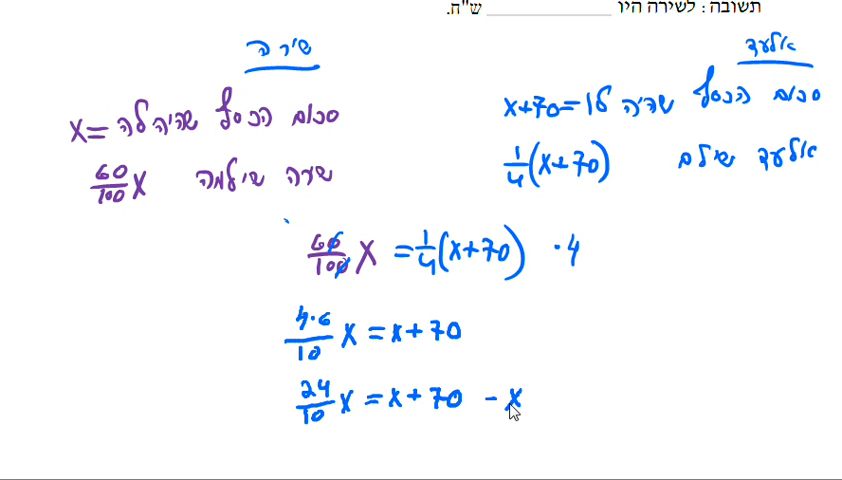 תשובה: לשירה היו ____________ ש"ח.
אלעד
סכום הכסף שהיה לו = x+70
אלעד שילם 1/4(x+70)
שירה
סכום הכסף שהיה לה = x
שירה שילמה 60/100 x
60/100 x = 1/4(x+70) ·4
4·6/10 x = x+70
24/10 x = x+70 -x